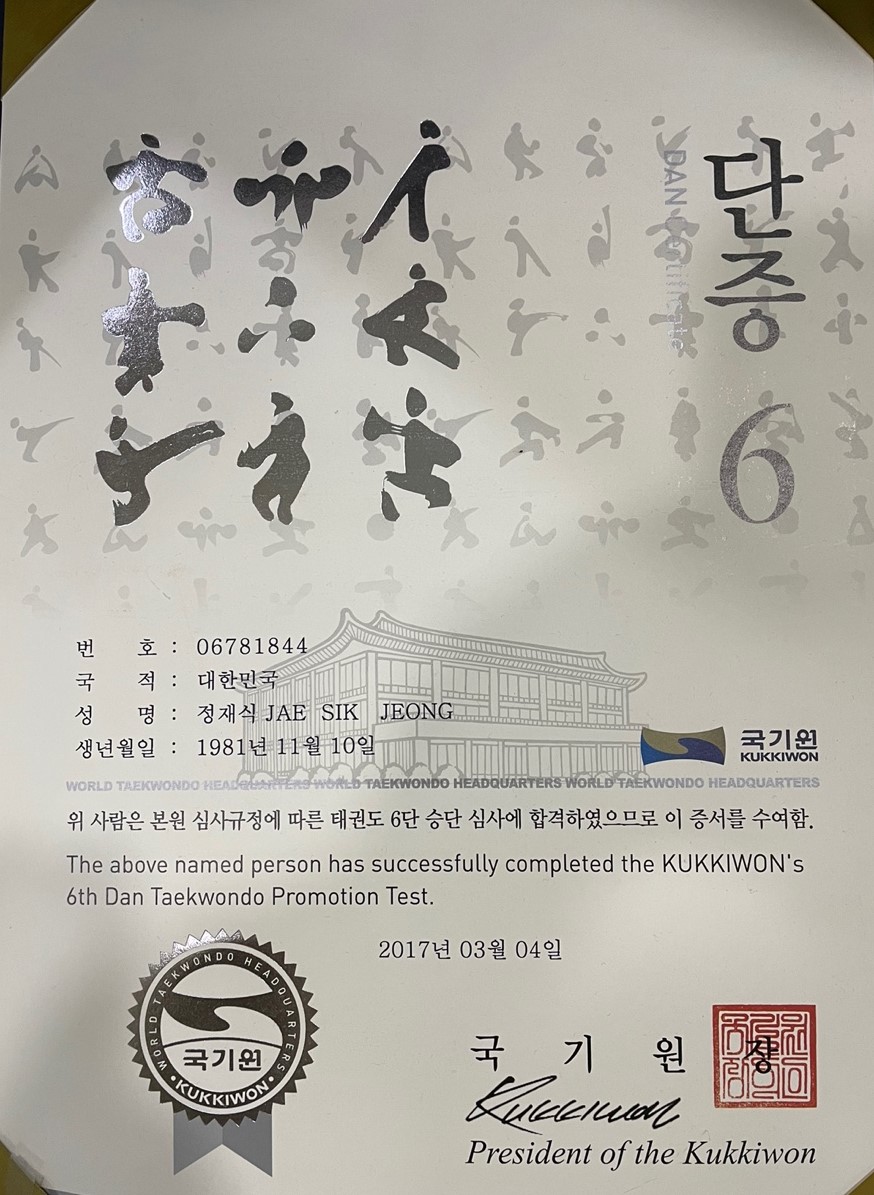 단증
DAN Certificate
6
번 호 : 06781844
국 적 : 대한민국
성 명 : 정재식 JAE SIK JEONG
생년월일 : 1981년 11월 10일
국기원
KUKKIWON
WORLD TAEKWONDO HEADQUARTERS WORLD TAEKWONDO HEADQUARTERS WORLD TAEKWONDO HEADQUARTERS
위 사람은 본원 심사규정에 따른 태권도 6단 승단 심사에 합격하였으므로 이 증서를 수여함.
The above named person has successfully completed the KUKKIWON's
6th Dan Taekwondo Promotion Test.
2017년 03월 04일
WORLD TAEKWONDO HEADQUARTERS
국기원
•KUKKIWON•
국 기 원 장
Kukkiwon
President of the Kukkiwon